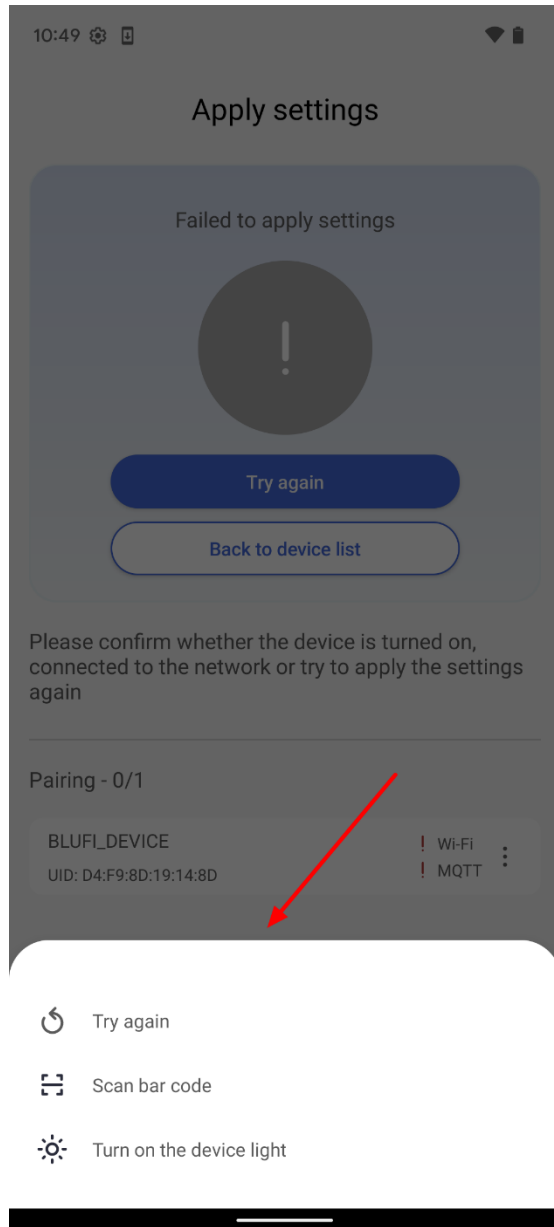 10:49
Apply settings
Failed to apply settings
!
Try again
Back to device list
Please confirm whether the device is turned on,
connected to the network or try to apply the settings
again
Pairing - 0/1
BLUFI_DEVICE
! Wi-Fi
UID: D4:F9:8D:19:14:8D
! MQTT
Try again
Scan bar code
Turn on the device light